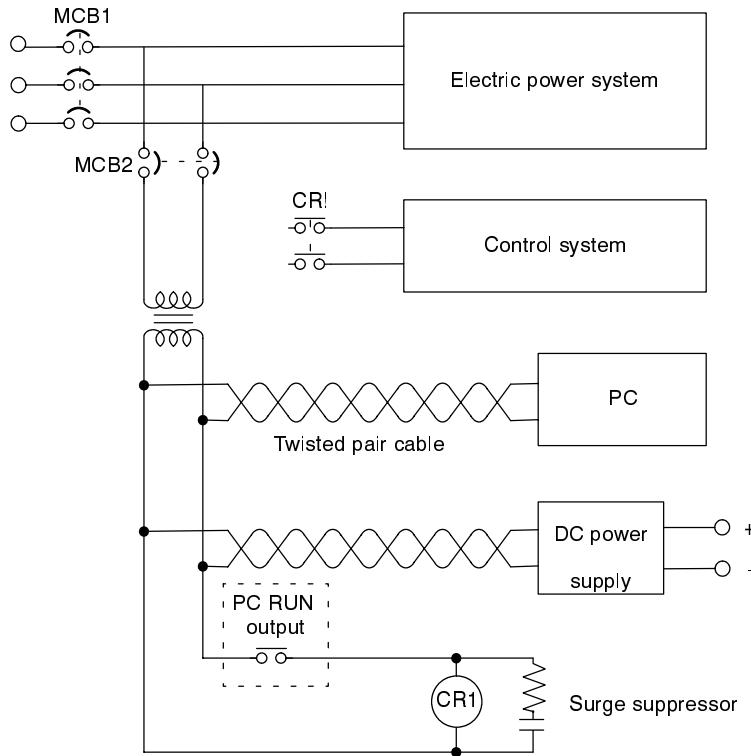 MCB1
Electric power system
MCB2
CR!
Control system
PC
Twisted pair cable
DC power
supply
+
-
PC RUN
output
CR1
Surge suppressor